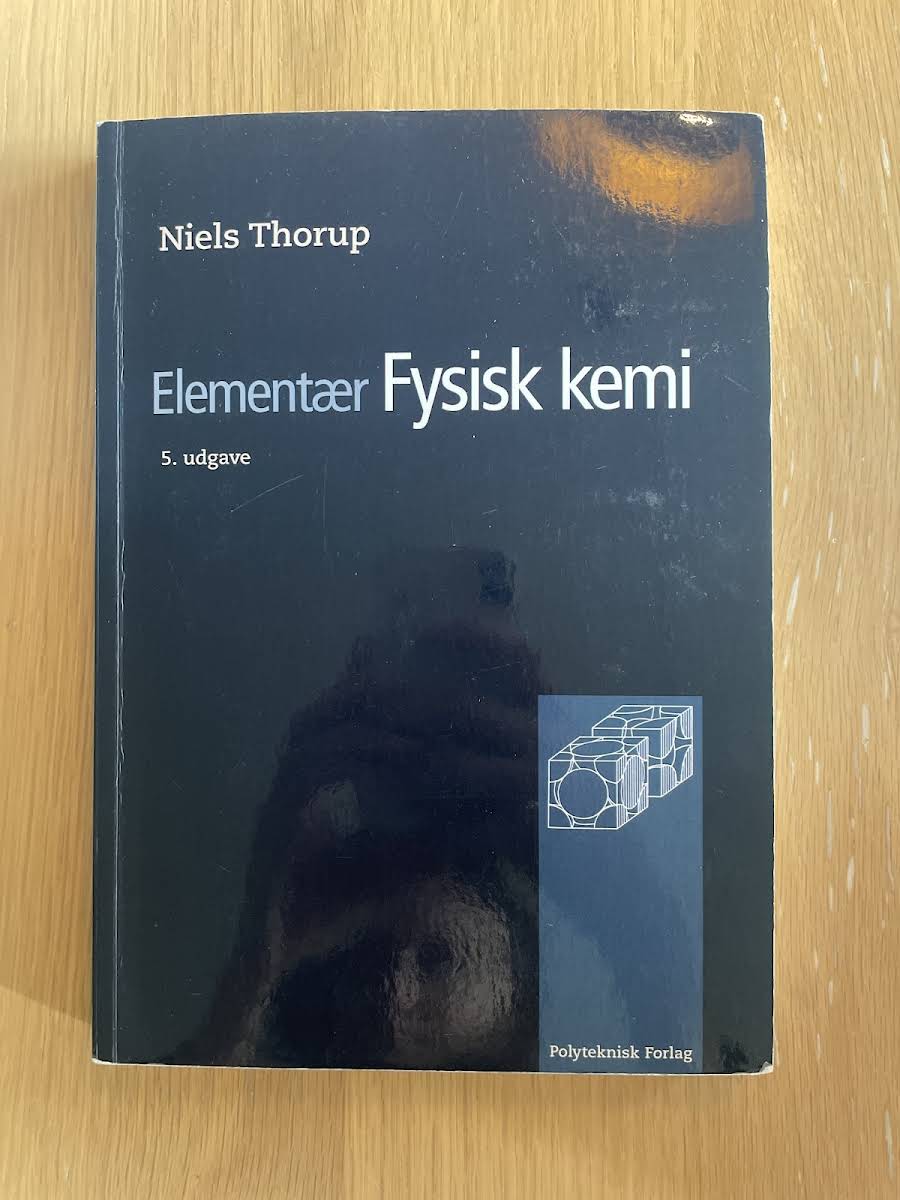 Niels Thorup
Elementær Fysisk kemi
5. udgave
Polyteknisk Forlag